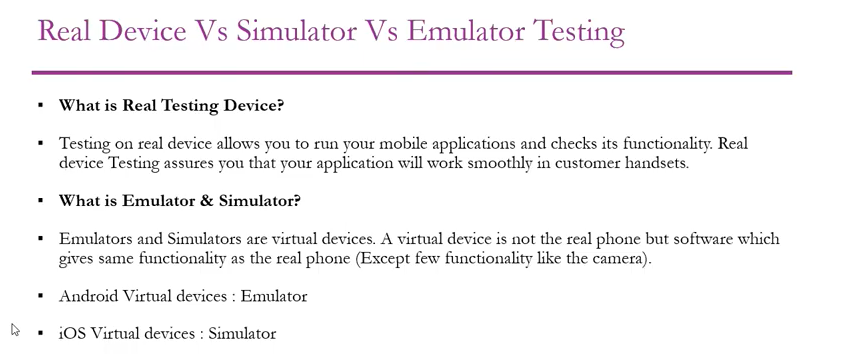 Real Device Vs Simulator Vs Emulator Testing
▪ What is Real Testing Device?
▪ Testing on real device allows you to run your mobile applications and checks its functionality. Real
device Testing assures you that your application will work smoothly in customer handsets.
▪ What is Emulator & Simulator?
▪ Emulators and Simulators are virtual devices. A virtual device is not the real phone but software which
gives same functionality as the real phone (Except few functionality like the camera).
▪ Android Virtual devices : Emulator
▪ iOS Virtual devices : Simulator